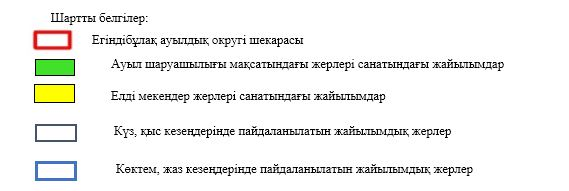 Шартты белгілер:
Егіндібұлақ ауылдық округі шекарасы
Ауыл шаруашылығы мақсатындағы жерлері санатындағы жайылымдар
Елді мекендер жерлері санатындағы жайылымдар
Күз, қыс кезеңдерінде пайдаланылатын жайылымдық жерлер
Көктем, жаз кезеңдерінде пайдаланылатын жайылымдық жерлер